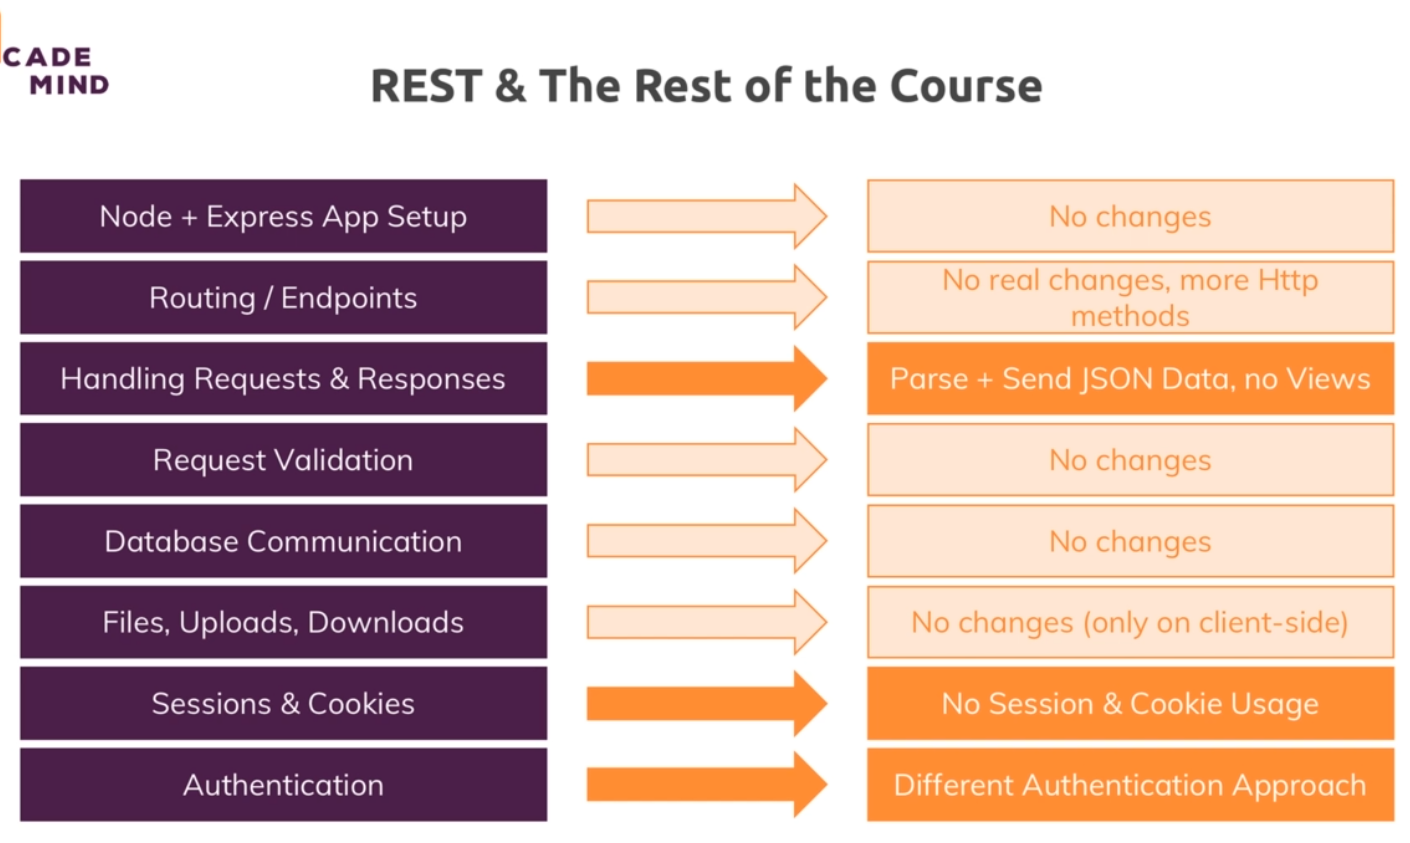 CADE
MIND
REST & The Rest of the Course
Node + Express App Setup
No changes
Routing / Endpoints
No real changes, more Http
methods
Handling Requests & Responses
Parse + Send JSON Data, no Views
Request Validation
No changes
Database Communication
No changes
Files, Uploads, Downloads
No changes (only on client-side)
Sessions & Cookies
No Session & Cookie Usage
Authentication
Different Authentication Approach